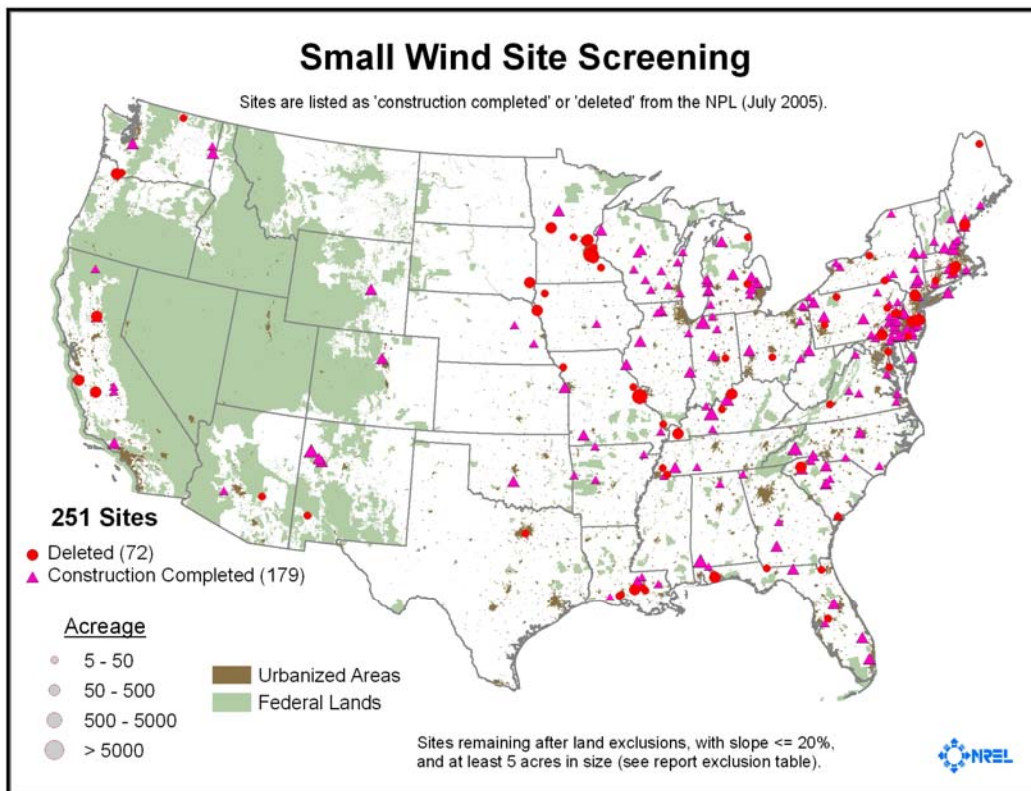 Small Wind Site Screening
Sites are listed as 'construction completed' or 'deleted' from the NPL (July 2005).
251 Sites
Deleted (72)
Construction Completed (179)
Acreage
5 - 50
50 - 500
500 - 5000
> 5000
Urbanized Areas
Federal Lands
Sites remaining after land exclusions, with slope <= 20%,
and at least 5 acres in size (see report exclusion table).
NREL